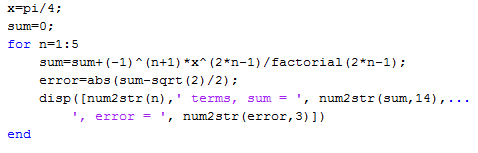 x=pi/4;
sum=0;
for n=1:5
    sum=sum+(-1)^(n+1)*x^(2*n-1)/factorial(2*n-1);
    error=abs(sum-sqrt(2)/2);
    disp([num2str(n),' terms, sum = ', num2str(sum,14),...
        ', error = ', num2str(error,3)])
end